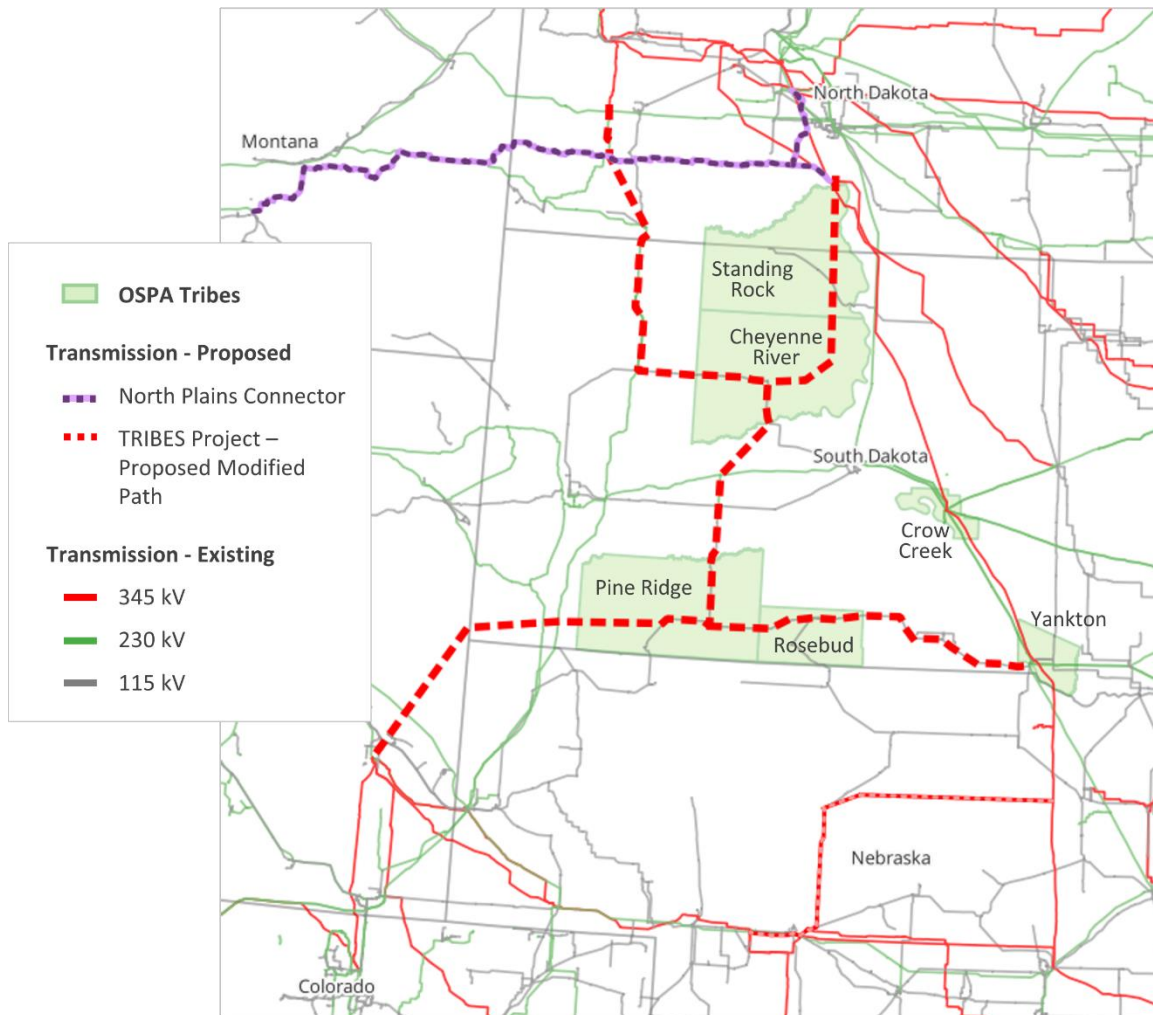 North Dakota
Montana
OSPA Tribes
Transmission - Proposed
North Plains Connector
TRIBES Project –
Proposed Modified
Path
Transmission - Existing
345 kV
230 kV
115 kV
Standing
Rock
Cheyenne
River
South Dakota
Crow
Creek
Pine Ridge
Rosebud
Yankton
Nebraska
Colorado